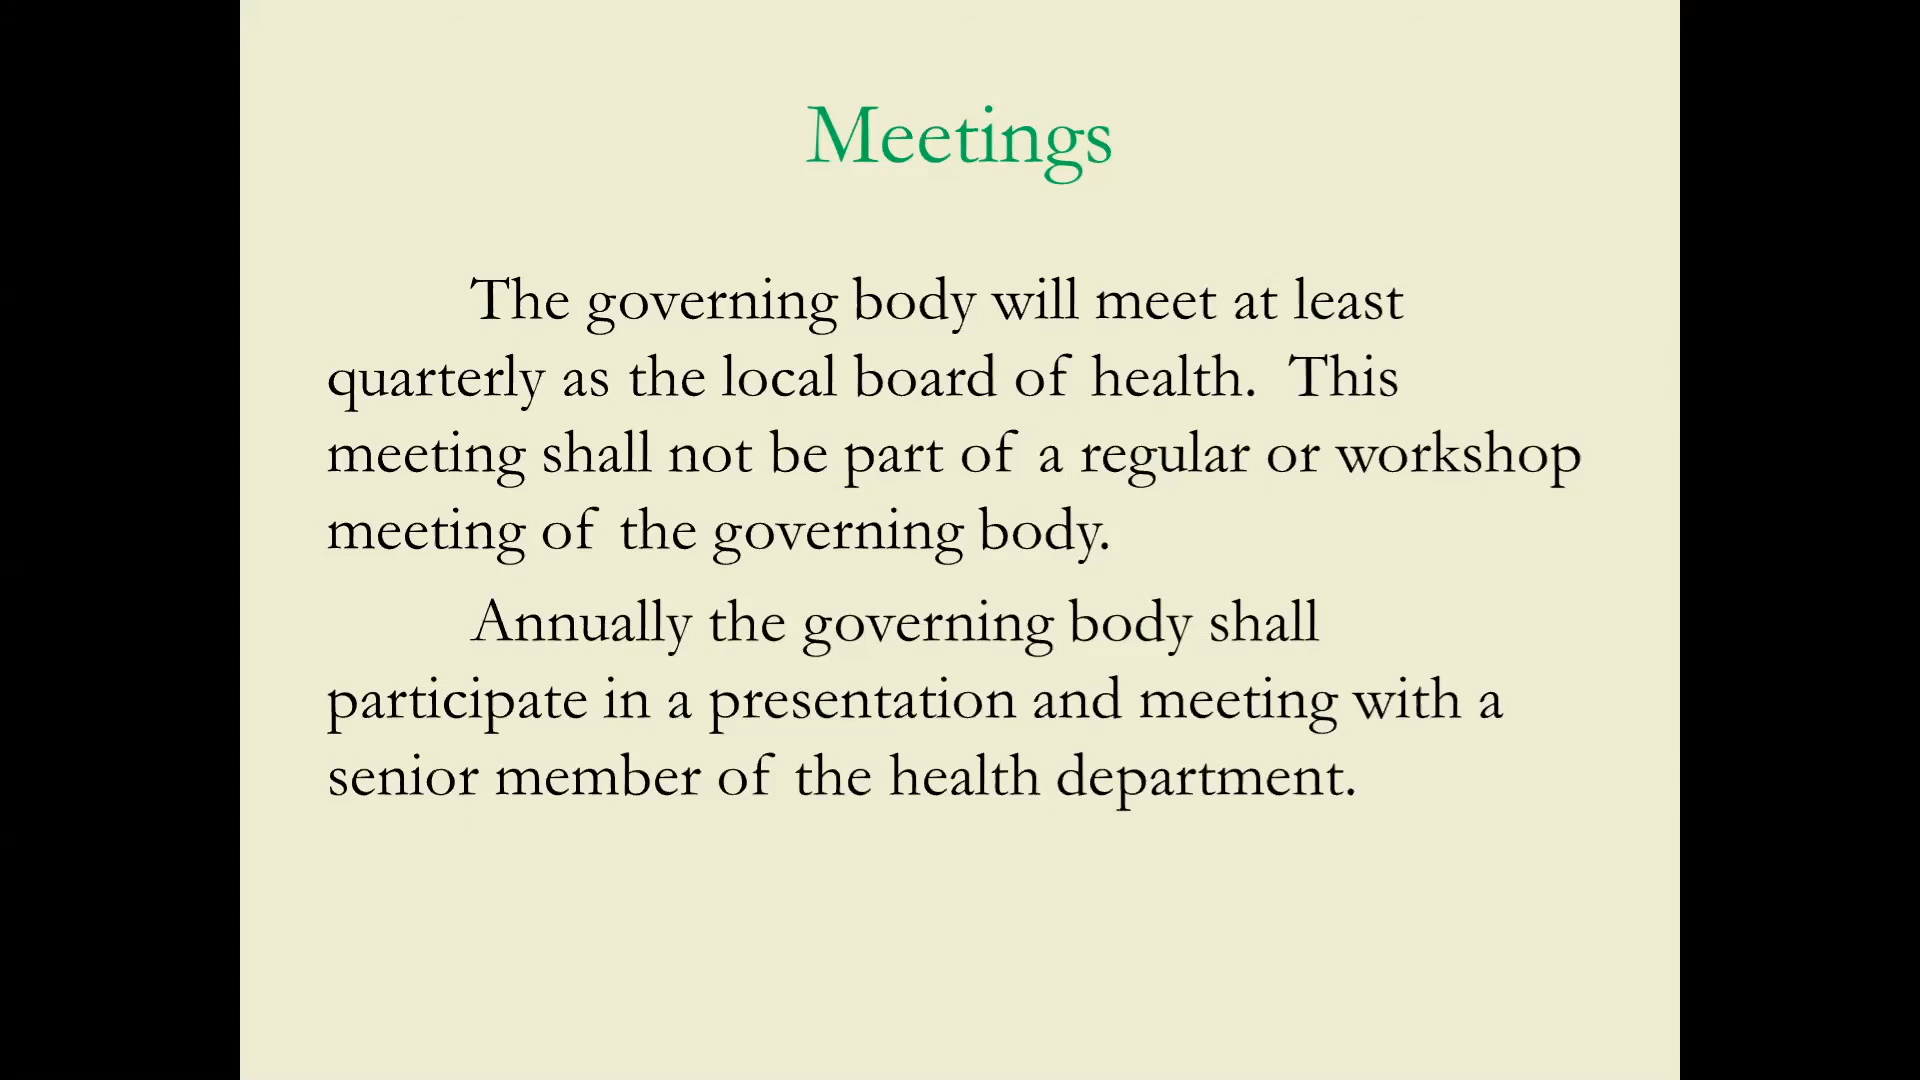 Meetings
The governing body will meet at least
quarterly as the local board of health. This
meeting shall not be part of a regular or workshop
meeting of the governing body.
Annually the governing body shall
participate in a presentation and meeting with a
senior member of the health department.